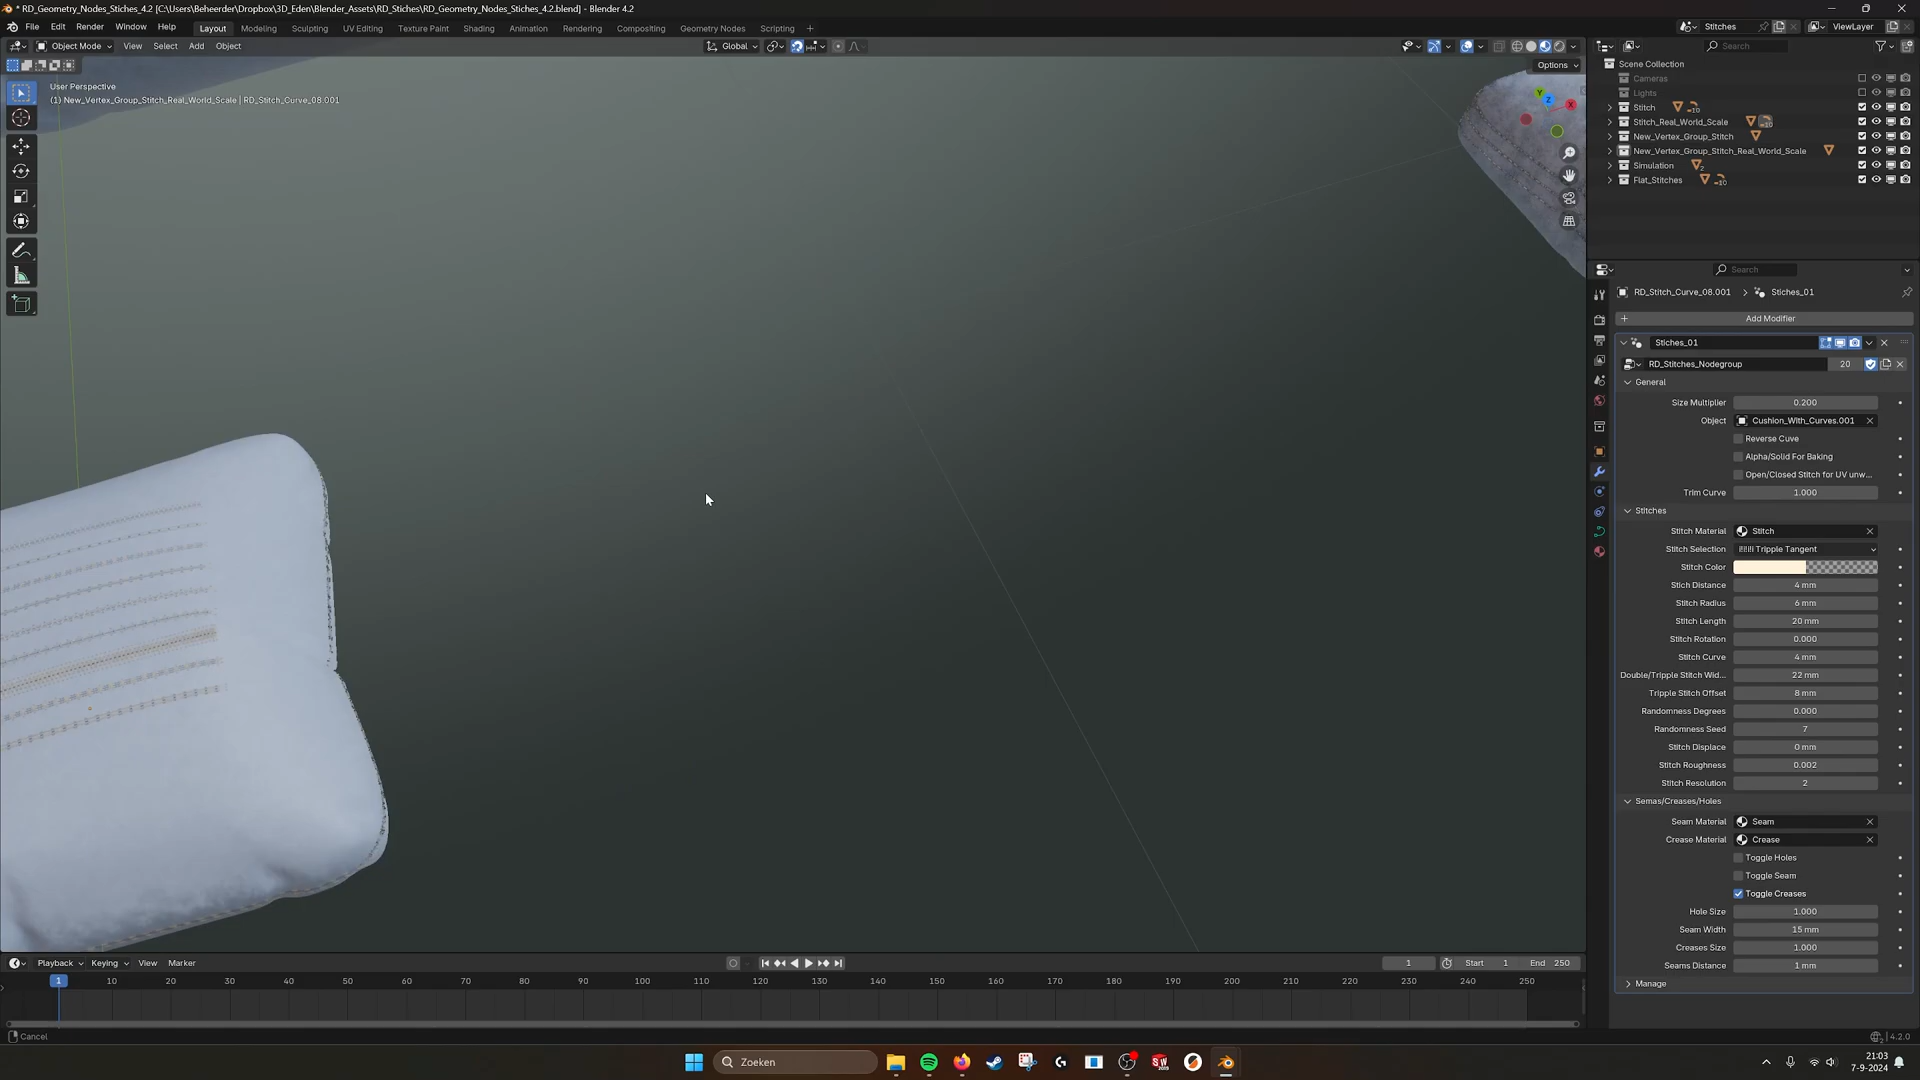 * RD_Geometry_Nodes_Stiches_4.2 [C:\Users\Beheerder\Dropbox\3D_Eden\Blender_Assets\RD_Stiches\RD_Geometry_Nodes_Stiches_4.2.blend] - Blender 4.2
File Edit Render Window Help Layout Modeling Sculpting UV Editing Texture Paint Shading Animation Rendering Compositing Geometry Nodes Scripting + Stitches ViewLayer
Object Mode View Select Add Object Global Search
Options
User Perspective
(1) New_Vertex_Group_Stitch_Real_World_Scale | RD_Stitch_Curve_08.001
Y Z X
Scene Collection
Cameras
Lights
Stitch 10
Stitch_Real_World_Scale 10
New_Vertex_Group_Stitch
New_Vertex_Group_Stitch_Real_World_Scale
Simulation 2
Flat_Stitches 10
Search
RD_Stitch_Curve_08.001 > Stiches_01
+ Add Modifier
Stiches_01
RD_Stitches_Nodegroup 20
General
Size Multiplier 0.200
Object Cushion_With_Curves.001
Reverse Cuve
Alpha/Solid For Baking
Open/Closed Stitch for UV unw...
Trim Curve 1.000
Stitches
Stitch Material Stitch
Stitch Selection Tripple Tangent
Stitch Color
Stich Distance 4 mm
Stitch Radius 6 mm
Stitch Length 20 mm
Stitch Rotation 0.000
Stitch Curve 4 mm
Double/Tripple Stitch Wid... 22 mm
Tripple Stitch Offset 8 mm
Randomness Degrees 0.000
Randomness Seed 7
Stitch Displace 0 mm
Stitch Roughness 0.002
Stitch Resolution 2
Semas/Creases/Holes
Seam Material Seam
Crease Material Crease
Toggle Holes
Toggle Seam
Toggle Creases
Hole Size 1.000
Seam Width 15 mm
Creases Size 1.000
Seams Distance 1 mm
Manage
Playback Keying View Marker 1 Start 1 End 250
1 10 20 30 40 50 60 70 80 90 100 110 120 130 140 150 160 170 180 190 200 210 220 230 240 250
Cancel 4.2.0
Zoeken
21:03
7-9-2024